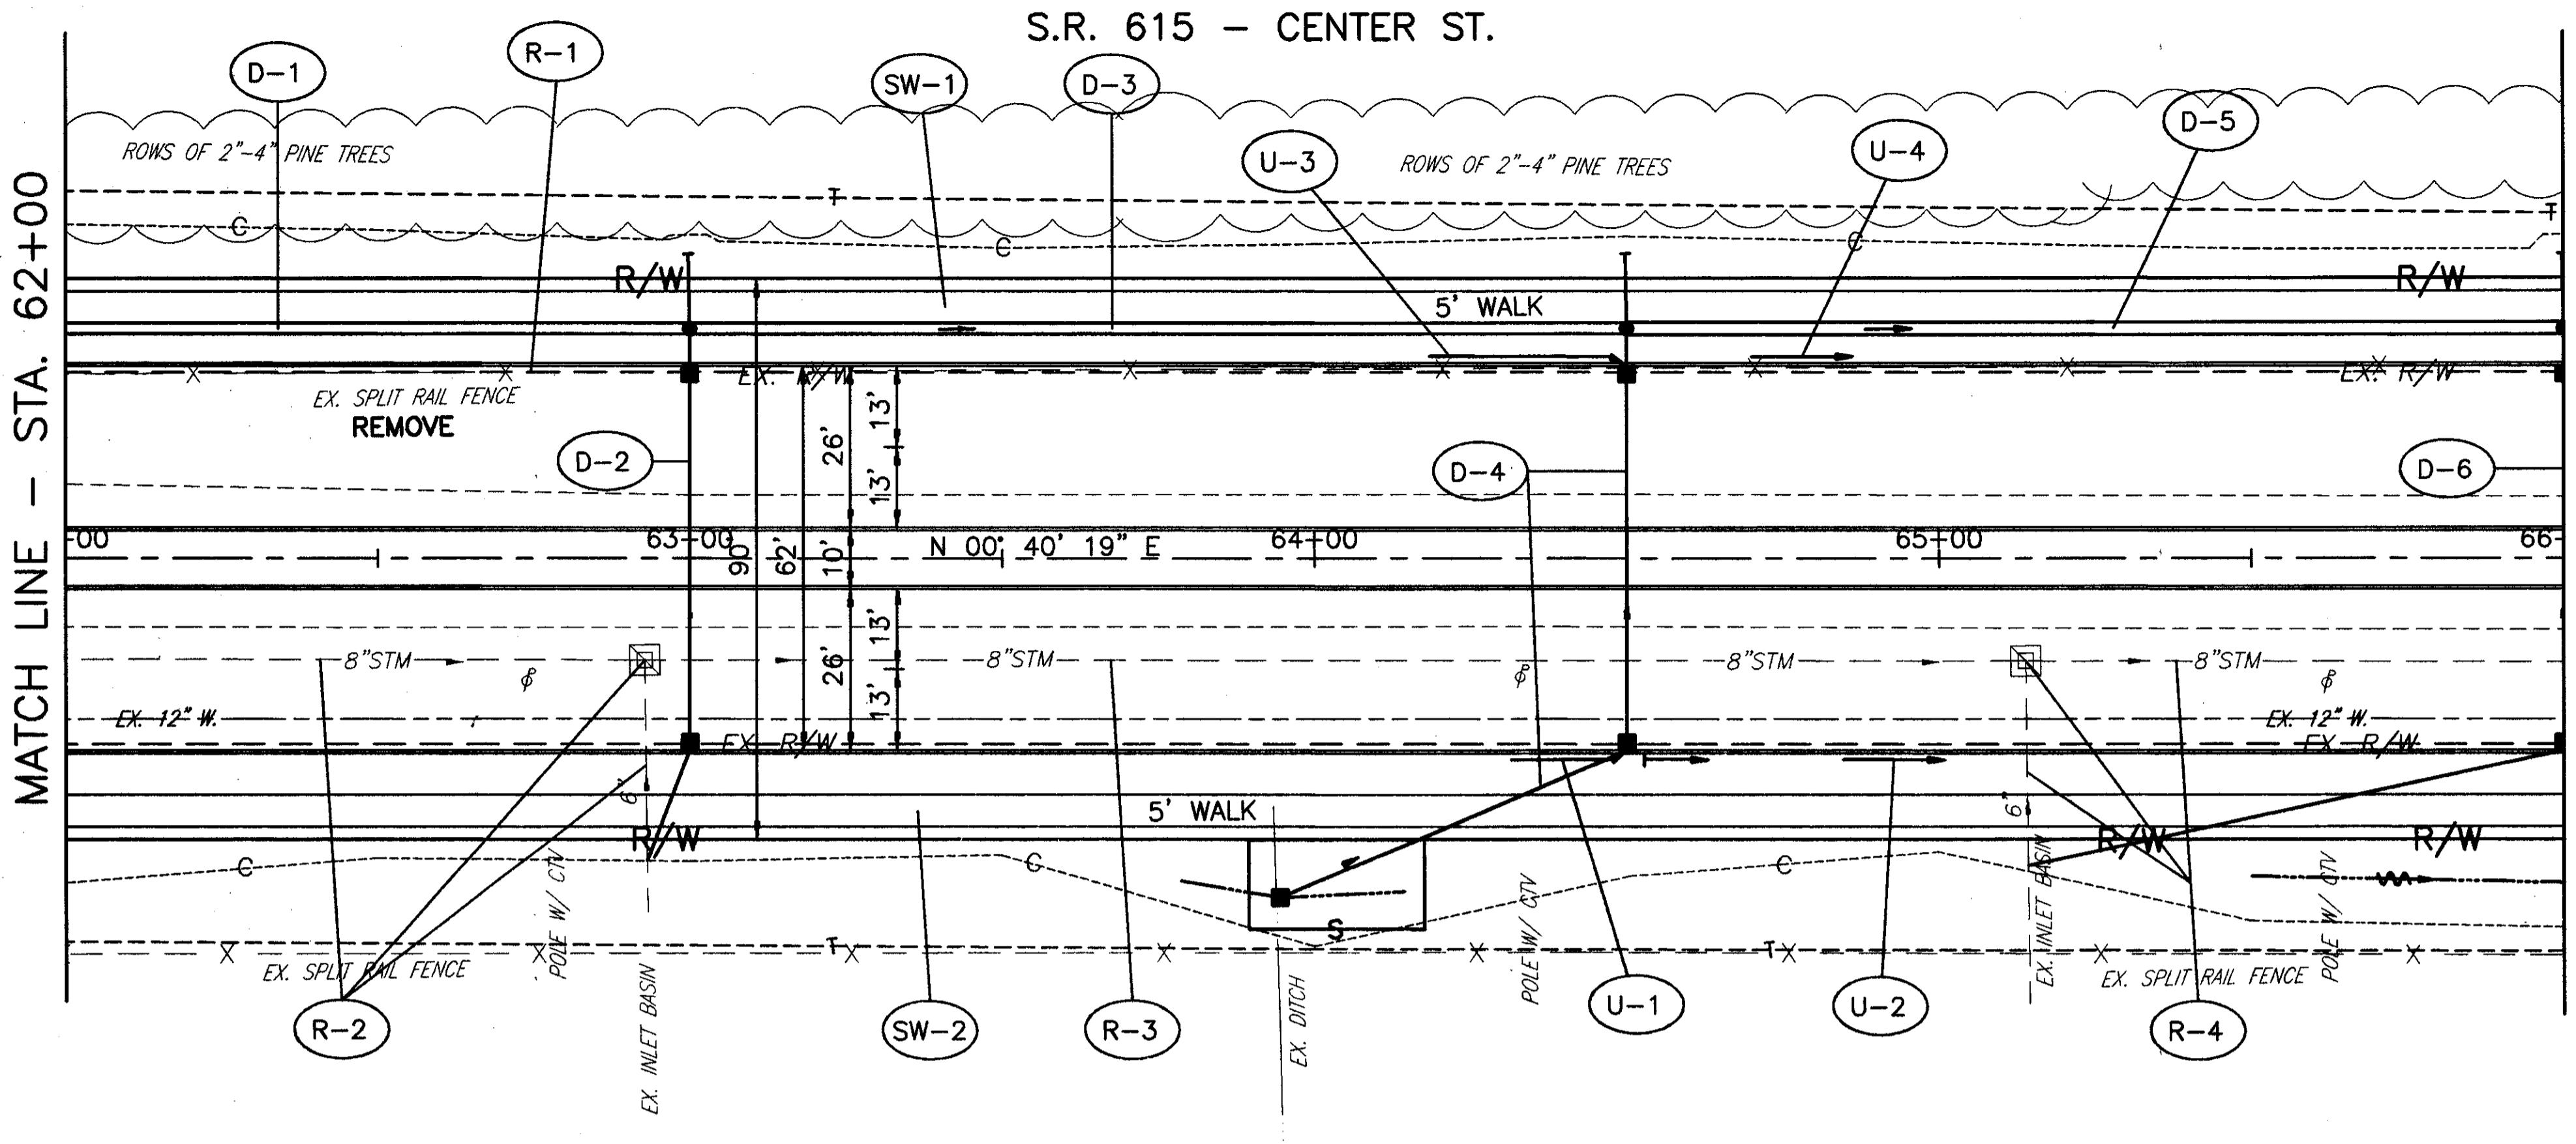 S.R. 615 – CENTER ST.
D-1
R-1
SW-1
D-3
D-5
U-3
U-4
ROWS OF 2"-4" PINE TREES
ROWS OF 2"-4" PINE TREES
T
T
C
C
C
R/W
R/W
5' WALK
MATCH LINE – STA. 62+00
X X X X X X X X
EX. R/W
EX. R/W
EX. SPLIT RAIL FENCE
REMOVE
13'
26'
13'
D-2
D-4
D-6
+00
63+00
64+00
65+00
66-
90'
62'
10'
N 00° 40' 19" E
13'
26'
13'
8"STM
8"STM
8"STM
8"STM
EX. 12" W.
EX. 12" W.
EX. R/W
EX. R/W
6"
6"
5' WALK
R/W
R/W
R/W
C
C
C
S
T
T
X X X X X X X X
EX. SPLIT RAIL FENCE
EX. SPLIT RAIL FENCE
POLE W/ CTV
EX. INLET BASIN
EX. DITCH
POLE W/ CTV
EX. INLET BASIN
POLE W/ CTV
R-2
SW-2
R-3
U-1
U-2
R-4